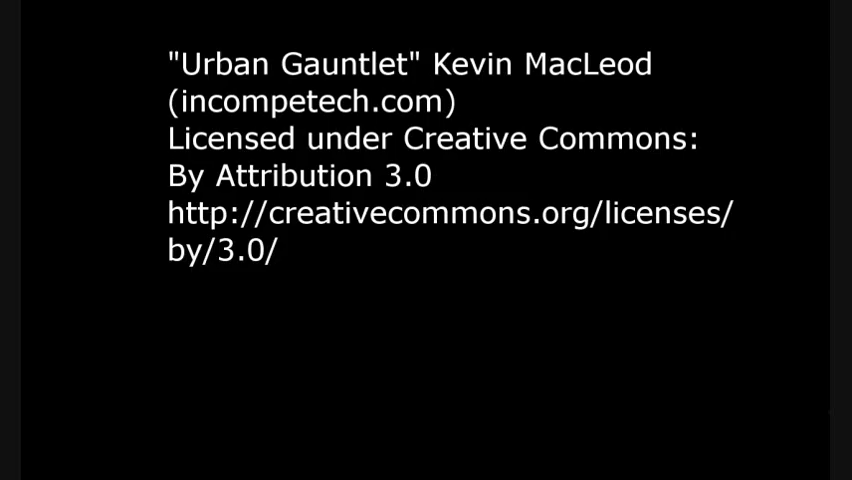 "Urban Gauntlet" Kevin MacLeod
(incompetech.com)
Licensed under Creative Commons:
By Attribution 3.0
http://creativecommons.org/licenses/
by/3.0/